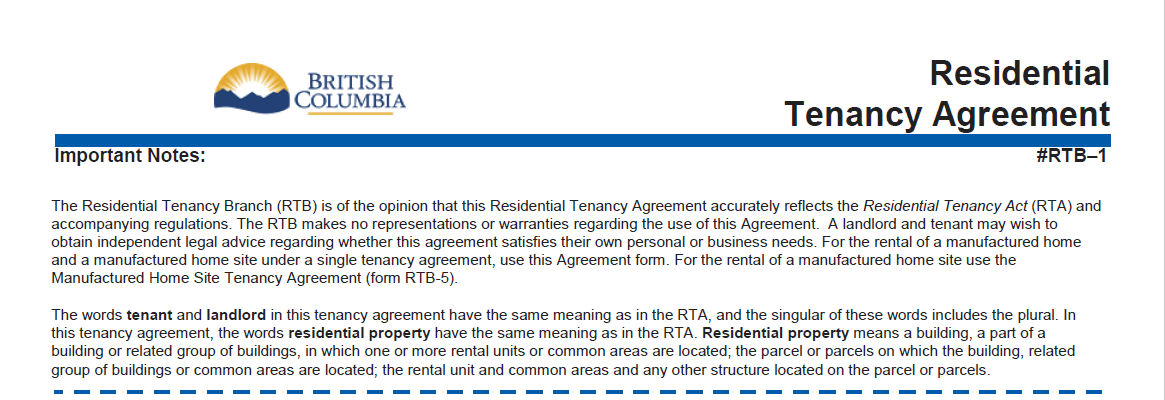 BRITISH
COLUMBIA
Residential
Tenancy Agreement
Important Notes:
#RTB–1
The Residential Tenancy Branch (RTB) is of the opinion that this Residential Tenancy Agreement accurately reflects the Residential Tenancy Act (RTA) and
accompanying regulations. The RTB makes no representations or warranties regarding the use of this Agreement.  A landlord and tenant may wish to
obtain independent legal advice regarding whether this agreement satisfies their own personal or business needs. For the rental of a manufactured home
and a manufactured home site under a single tenancy agreement, use this Agreement form. For the rental of a manufactured home site use the
Manufactured Home Site Tenancy Agreement (form RTB-5).
The words tenant and landlord in this tenancy agreement have the same meaning as in the RTA, and the singular of these words includes the plural. In
this tenancy agreement, the words residential property have the same meaning as in the RTA. Residential property means a building, a part of a
building or related group of buildings, in which one or more rental units or common areas are located; the parcel or parcels on which the building, related
group of buildings or common areas are located; the rental unit and common areas and any other structure located on the parcel or parcels.